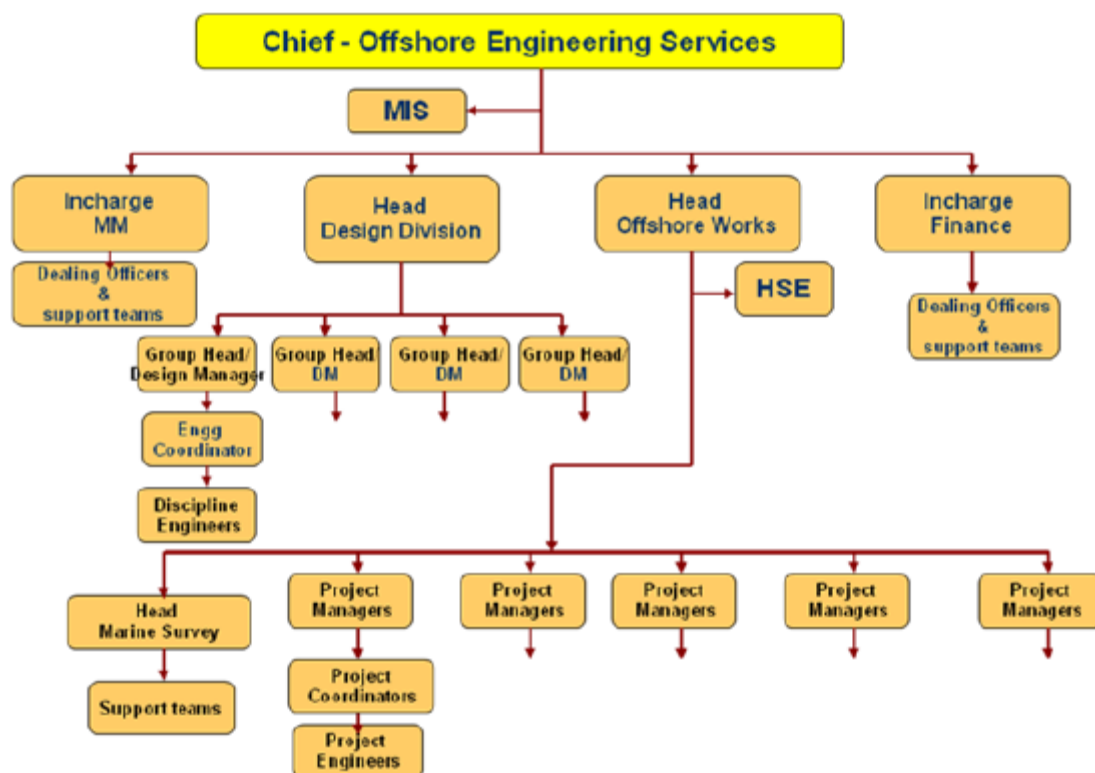 Chief - Offshore Engineering Services
MIS
Incharge
MM
Head
Design Division
Head
Offshore Works
Incharge
Finance
Dealing Officers
&
support teams
HSE
Dealing Officers
&
support teams
Group Head/
Design Manager
Group Head/
DM
Group Head/
DM
Group Head/
DM
Engg
Coordinator
Discipline
Engineers
Head
Marine Survey
Project
Managers
Project
Managers
Project
Managers
Project
Managers
Project
Managers
Support teams
Project
Coordinators
Project
Engineers